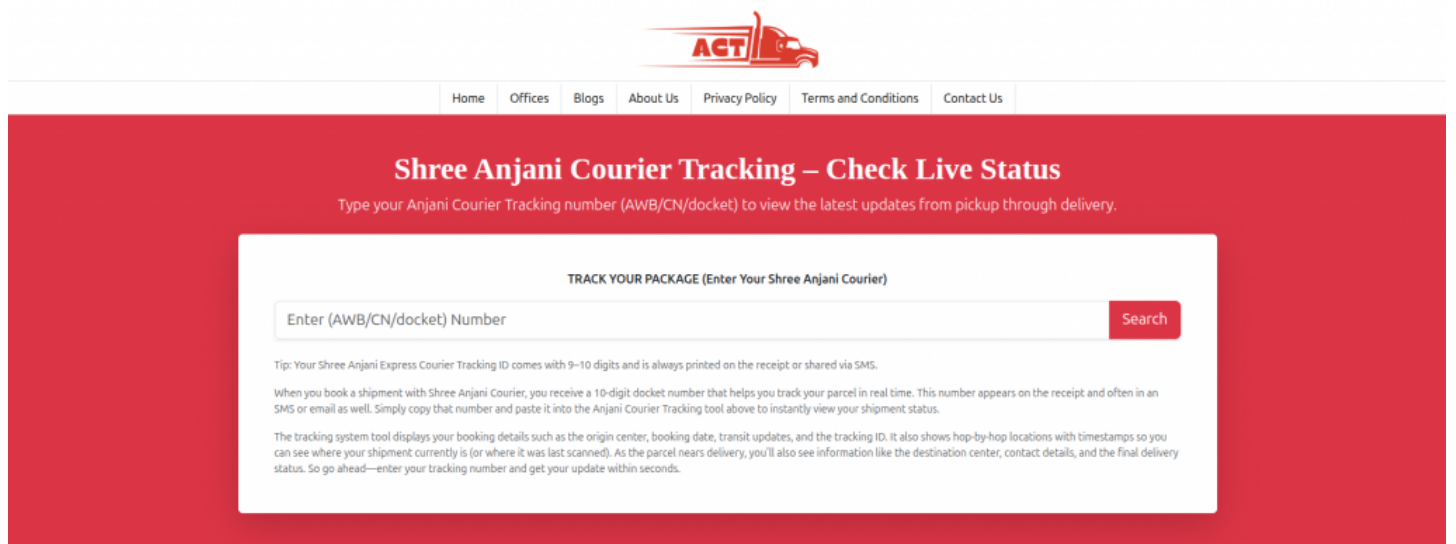 ACT
Home Offices Blogs About Us Privacy Policy Terms and Conditions Contact Us
Shree Anjani Courier Tracking – Check Live Status
Type your Anjani Courier Tracking number (AWB/CN/docket) to view the latest updates from pickup through delivery.
TRACK YOUR PACKAGE (Enter Your Shree Anjani Courier)
Enter (AWB/CN/docket) Number
Search
Tip: Your Shree Anjani Express Courier Tracking ID comes with 9–10 digits and is always printed on the receipt or shared via SMS.
When you book a shipment with Shree Anjani Courier, you receive a 10-digit docket number that helps you track your parcel in real time. This number appears on the receipt and often in an
SMS or email as well. Simply copy that number and paste it into the Anjani Courier Tracking tool above to instantly view your shipment status.
The tracking system tool displays your booking details such as the origin center, booking date, transit updates, and the tracking ID. It also shows hop-by-hop locations with timestamps so you
can see where your shipment currently is (or where it was last scanned). As the parcel nears delivery, you'll also see information like the destination center, contact details, and the final delivery
status. So go ahead—enter your tracking number and get your update within seconds.